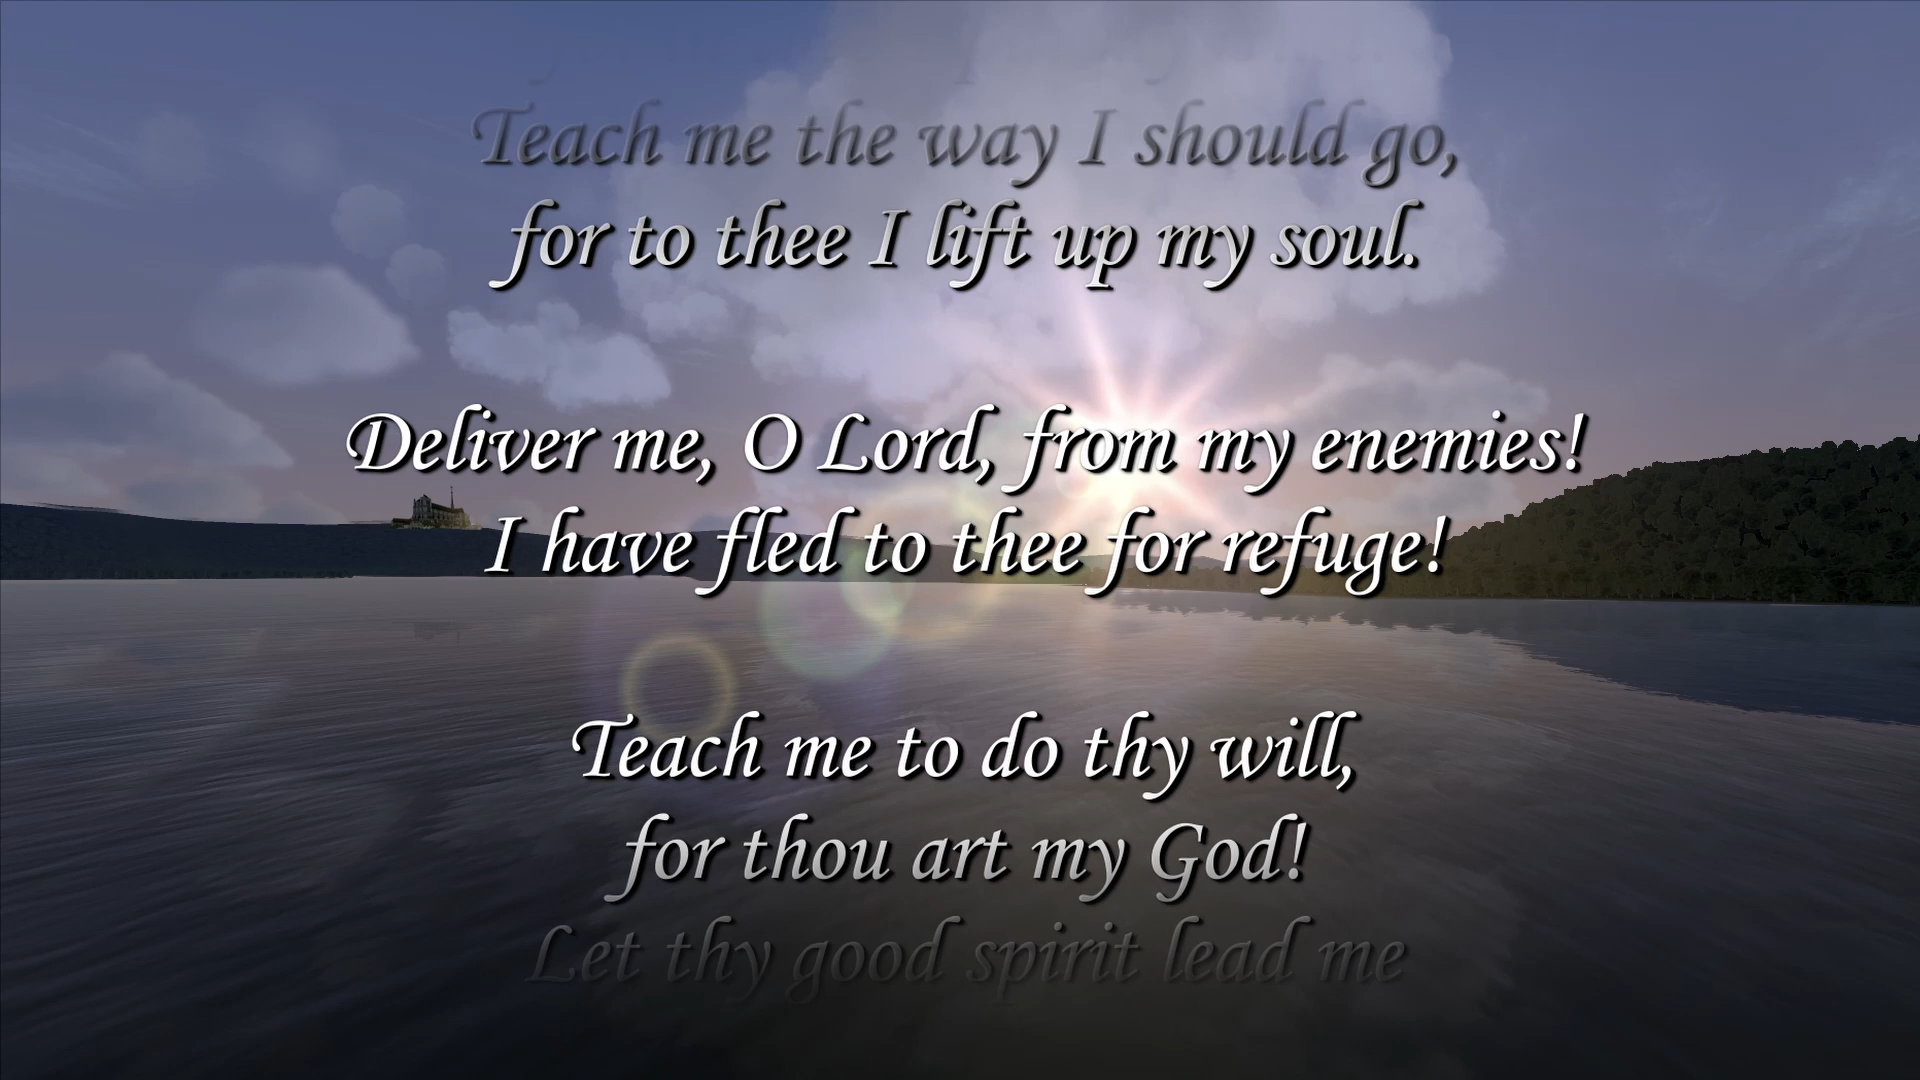 Teach me the way I should go,
for to thee I lift up my soul.
Deliver me, O Lord, from my enemies!
I have fled to thee for refuge!
Teach me to do thy will,
for thou art my God!
Let thy good spirit lead me